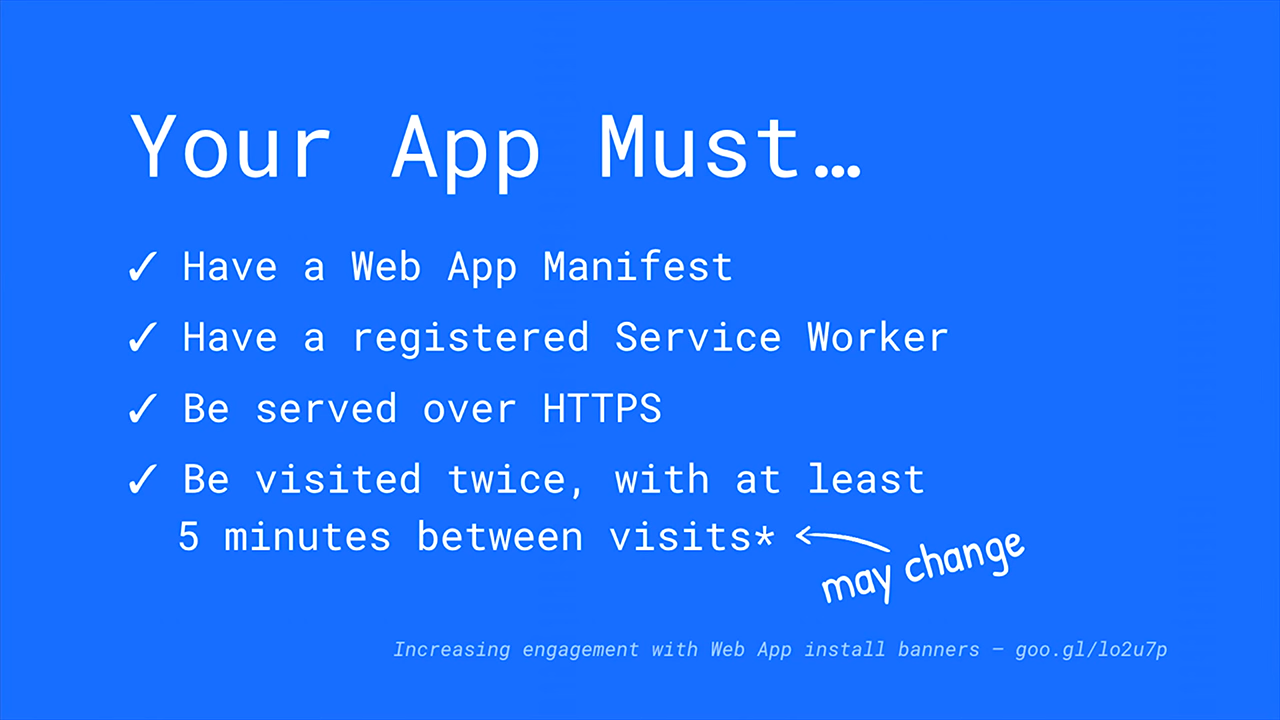 Your App Must…
✓ Have a Web App Manifest
✓ Have a registered Service Worker
✓ Be served over HTTPS
✓ Be visited twice, with at least
5 minutes between visits*
may change
Increasing engagement with Web App install banners – goo.gl/lo2u7p